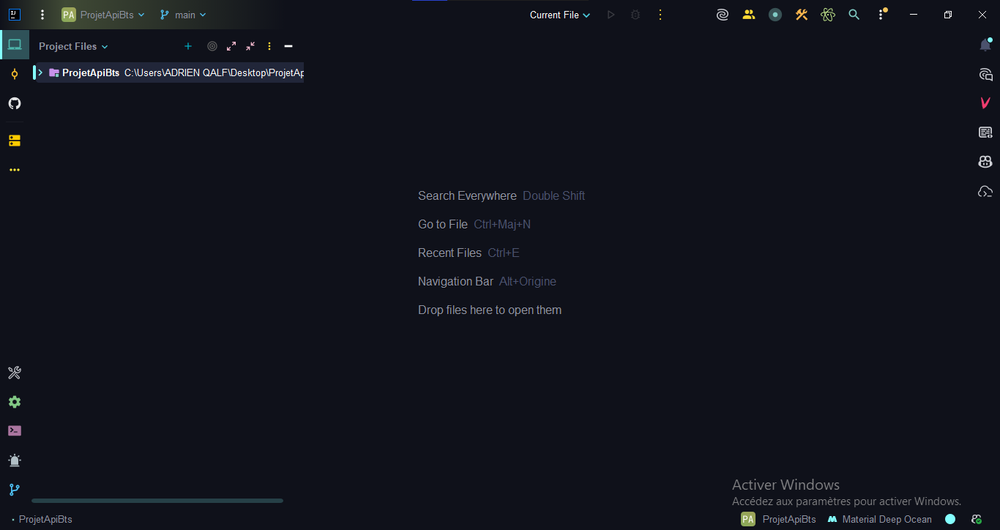 PA ProjetApiBts main Current File
Project Files
ProjetApiBts C:\Users\ADRIEN QALF\Desktop\ProjetAp
Search Everywhere Double Shift
Go to File Ctrl+Maj+N
Recent Files Ctrl+E
Navigation Bar Alt+Origine
Drop files here to open them
Activer Windows
Accédez aux paramètres pour activer Windows.
ProjetApiBts PA ProjetApiBts Material Deep Ocean